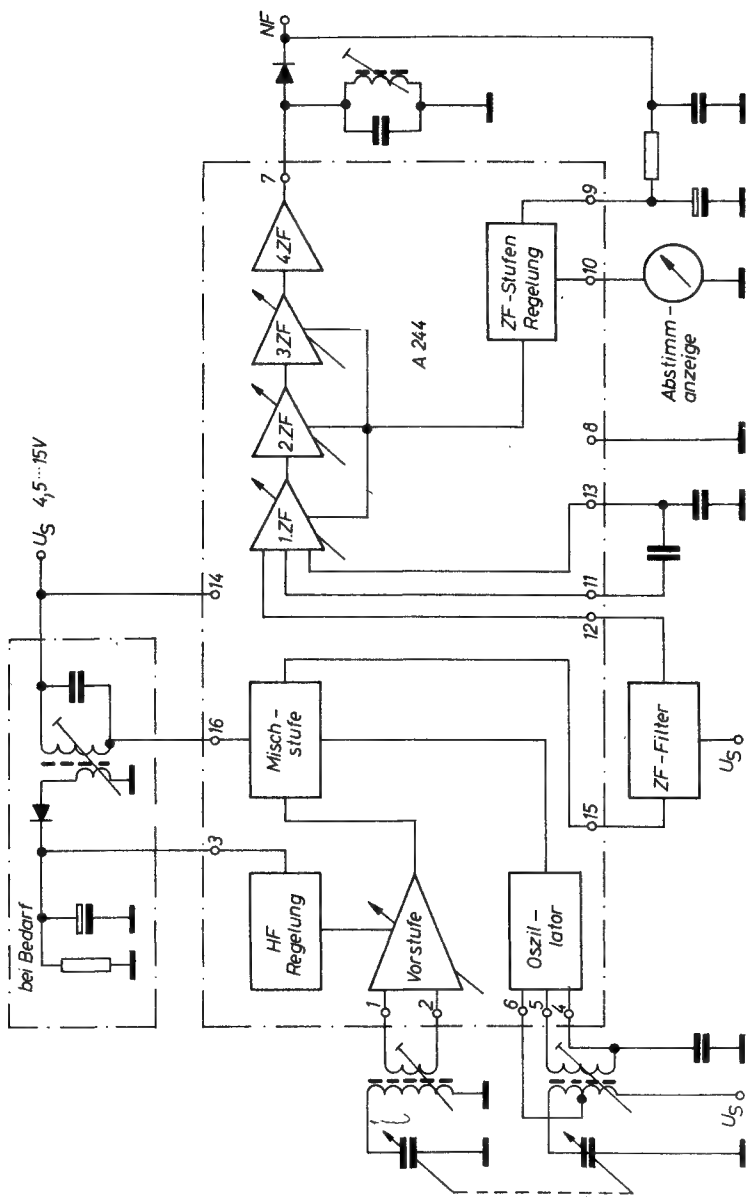 bei Bedarf
U_S 4,5...15V
3
16
14
HF
Regelung
Misch-
stufe
1.ZF
2.ZF
3.ZF
4.ZF
7
NF
A 244
1
2
Vorstufe
6
5
4
Oszil-
lator
ZF-Stufen
Regelung
15
12
11
13
8
10
9
U_S
ZF-Filter
U_S
Abstimm-
anzeige